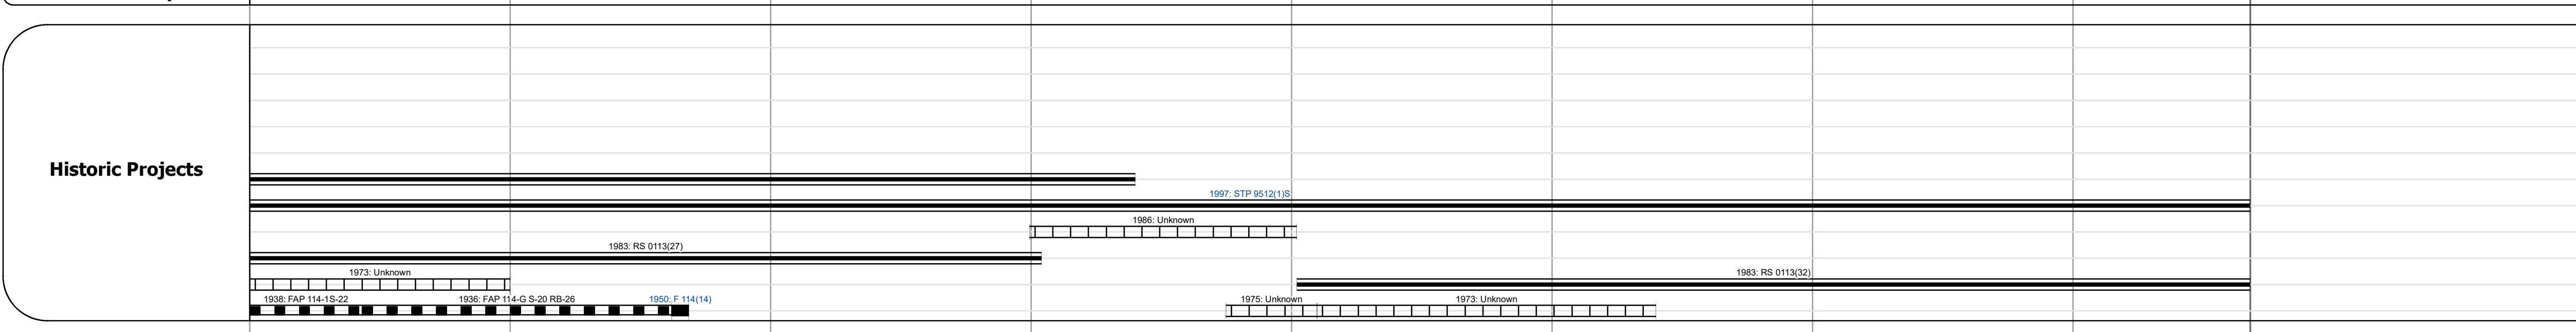 Historic Projects
1997: STP 9512(1)S
1986: Unknown
1983: RS 0113(27)
1973: Unknown
1983: RS 0113(32)
1938: FAP 114-1S-22
1936: FAP 114-G S-20 RB-26
1950: F 114(14)
1975: Unknown
1973: Unknown